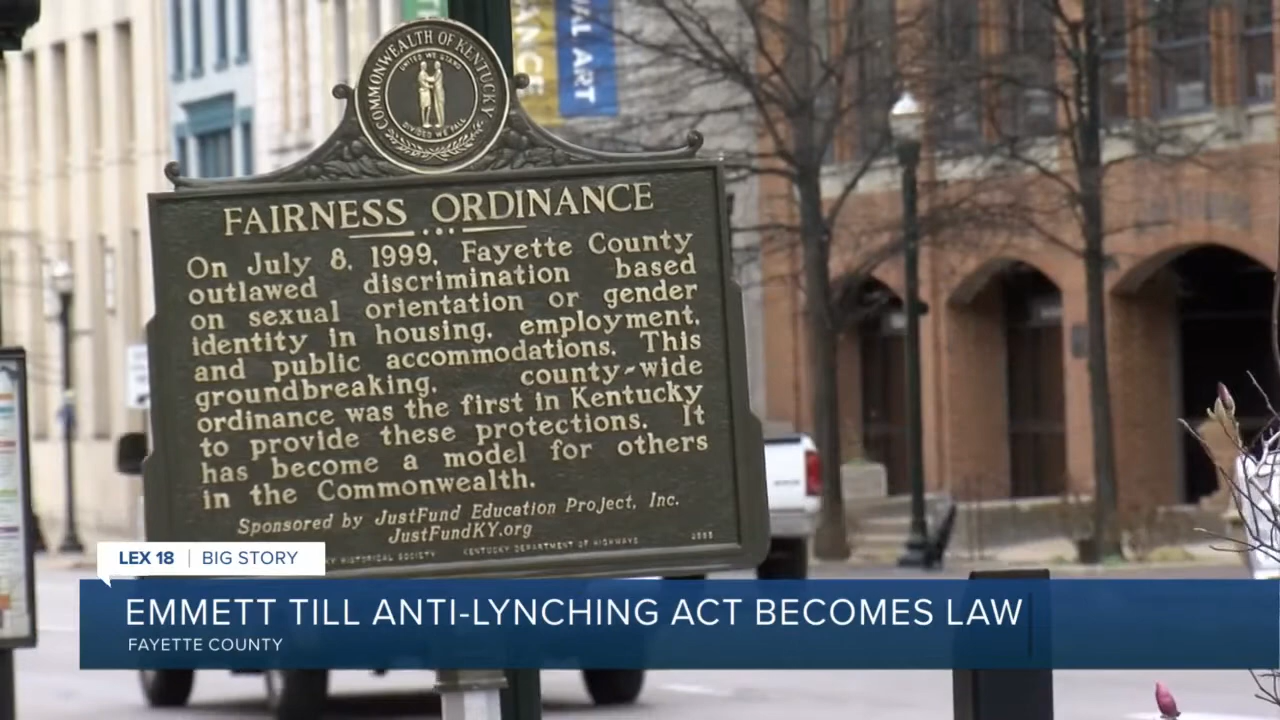 COMMONWEALTH OF KENTUCKY
UNITED WE STAND
DIVIDED WE FALL
FAIRNESS ORDINANCE
On July 8, 1999, Fayette County
outlawed discrimination based
on sexual orientation or gender
identity in housing, employment,
and public accommodations. This
groundbreaking, county-wide
ordinance was the first in Kentucky
to provide these protections. It
has become a model for others
in the Commonwealth.
Sponsored by JustFund Education Project, Inc.
JustFundKY.org
KY HISTORICAL SOCIETY KENTUCKY DEPARTMENT OF HIGHWAYS
LEX 18 | BIG STORY
EMMETT TILL ANTI-LYNCHING ACT BECOMES LAW
FAYETTE COUNTY